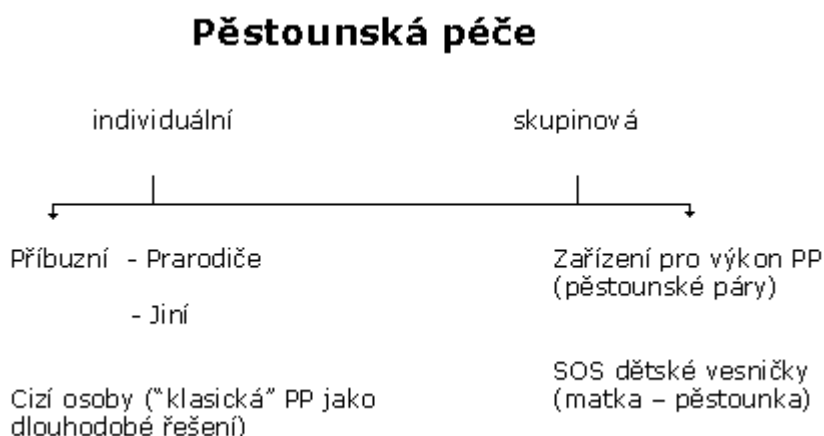 Pěstounská péče
individuální
skupinová
Příbuzní - Prarodiče
- Jiní
Cizí osoby ("klasická" PP jako
dlouhodobé řešení)
Zařízení pro výkon PP
(pěstounské páry)
SOS dětské vesničky
(matka – pěstounka)